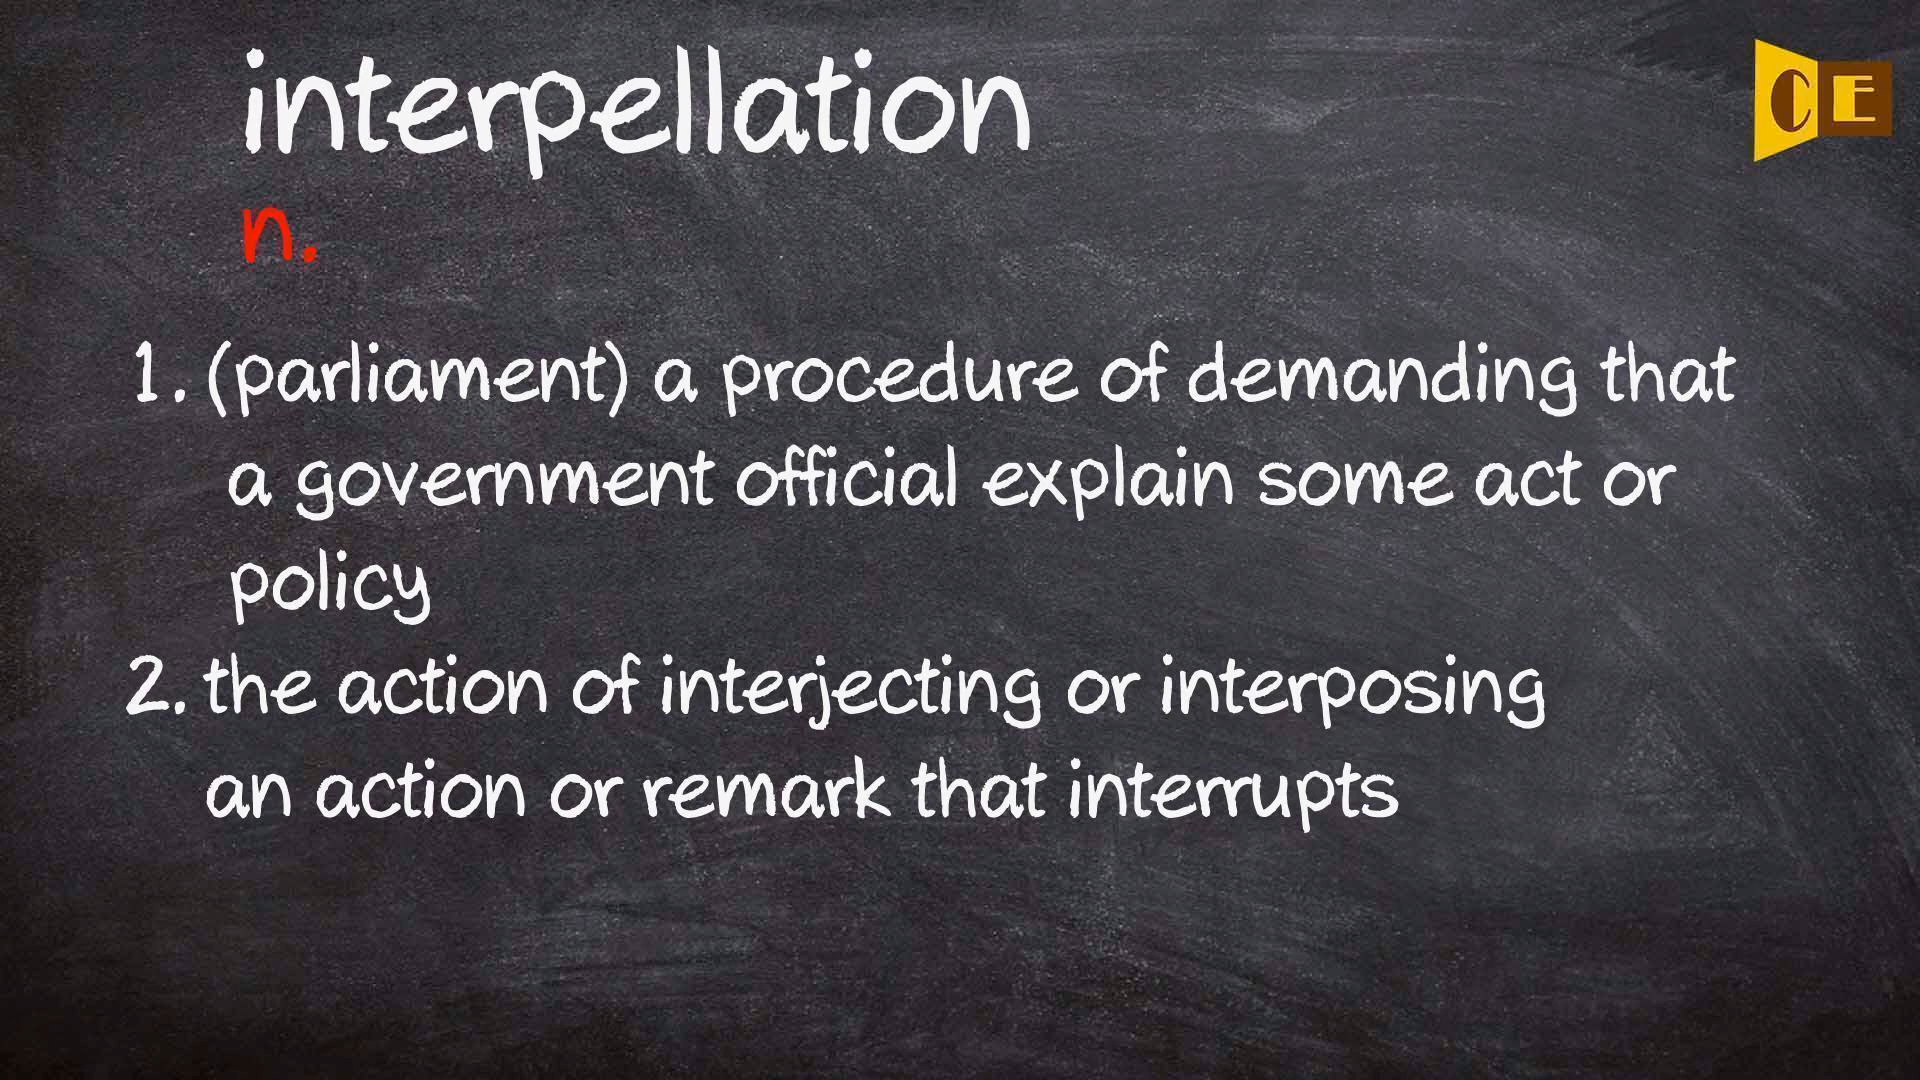 interpellation
CE
n.
1. (parliament) a procedure of demanding that
a government official explain some act or
policy
2. the action of interjecting or interposing
an action or remark that interrupts